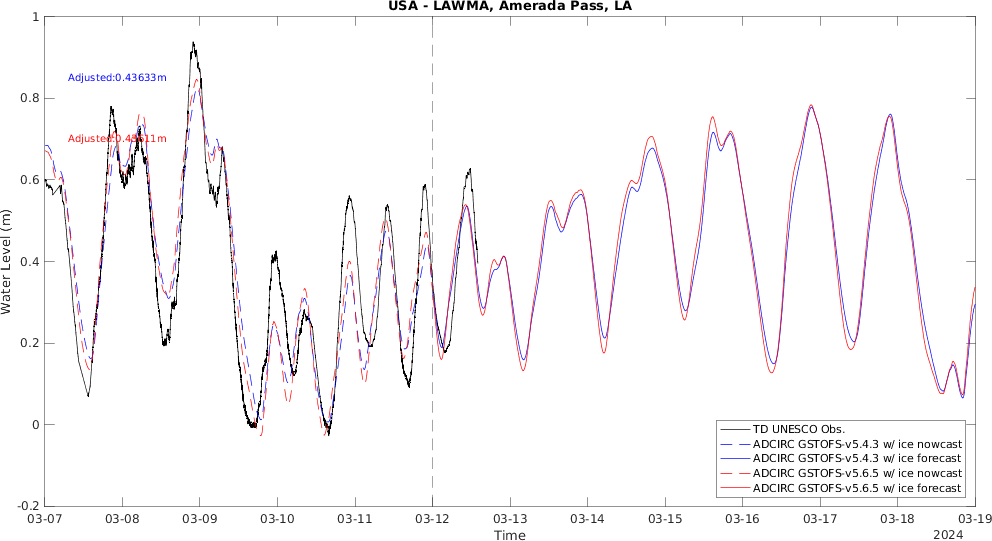 USA - LAWMA, Amerada Pass, LA
1
0.8
0.6
0.4
0.2
0
-0.2
Water Level (m)
Adjusted:0.43633m
03-07 03-08 03-09 03-10 03-11 03-12 03-13 03-14 03-15 03-16 03-17 03-18 03-19
Time
2024
TD UNESCO Obs.
ADCIRC GSTOFS-v5.4.3 w/ ice nowcast
ADCIRC GSTOFS-v5.4.3 w/ ice forecast
ADCIRC GSTOFS-v5.6.5 w/ ice nowcast
ADCIRC GSTOFS-v5.6.5 w/ ice forecast